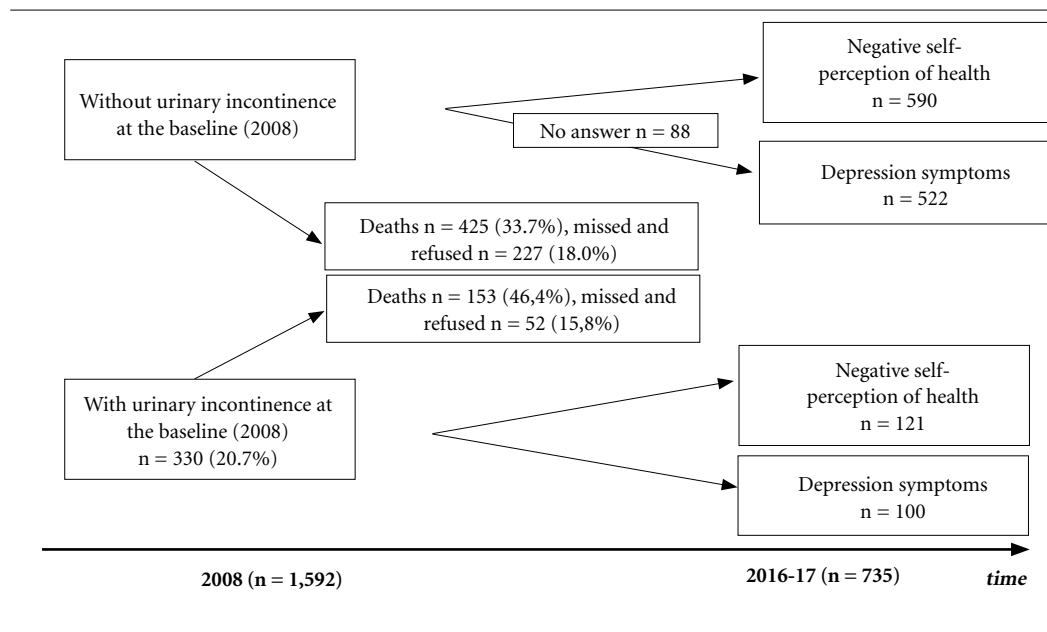 Without urinary incontinence
at the baseline (2008)
Negative self-
perception of health
n = 590
No answer n = 88
Depression symptoms
n = 522
Deaths n = 425 (33.7%), missed and
refused n = 227 (18.0%)
Deaths n = 153 (46,4%), missed and
refused n = 52 (15,8%)
With urinary incontinence at
the baseline (2008)
n = 330 (20.7%)
Negative self-
perception of health
n = 121
Depression symptoms
n = 100
2008 (n = 1,592)
2016-17 (n = 735)
time